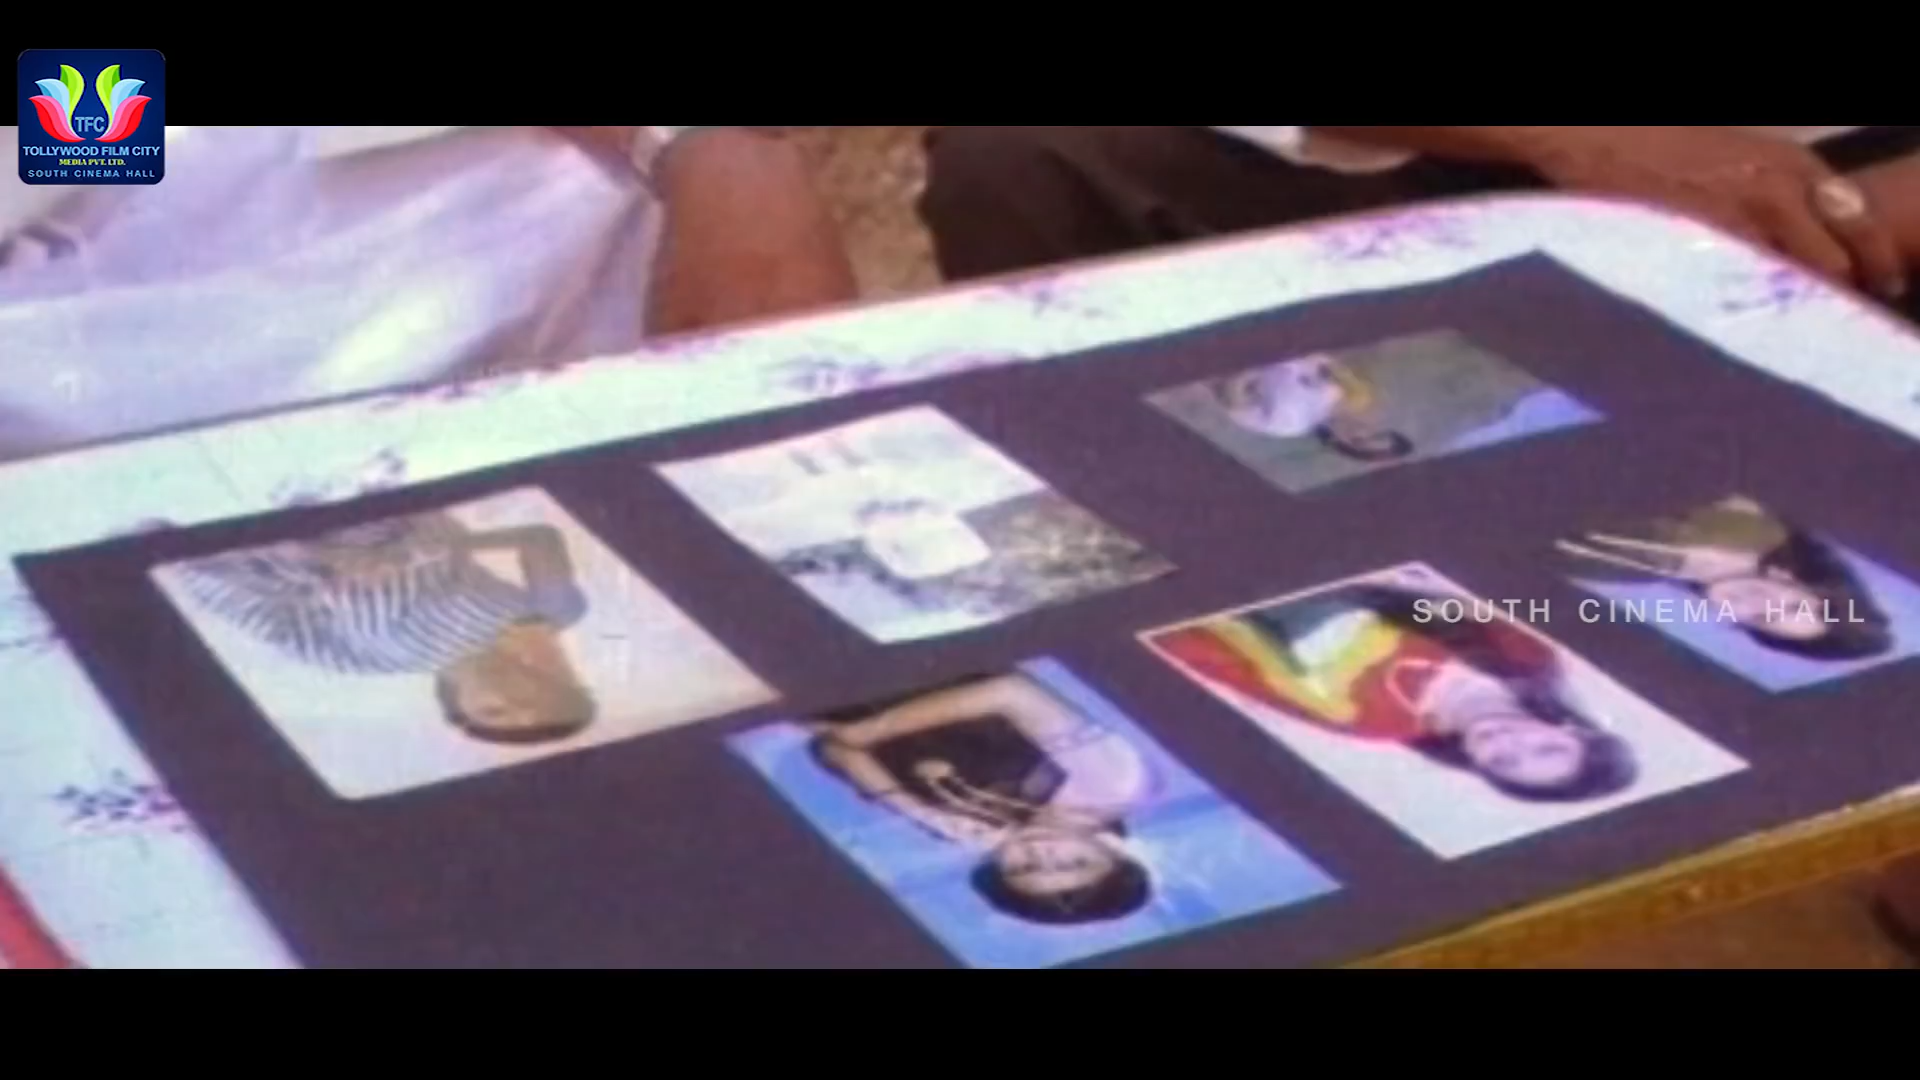 TFC
TOLLYWOOD FILM CITY
MEDIA PVT. LTD.
SOUTH CINEMA HALL
SOUTH CINEMA HALL